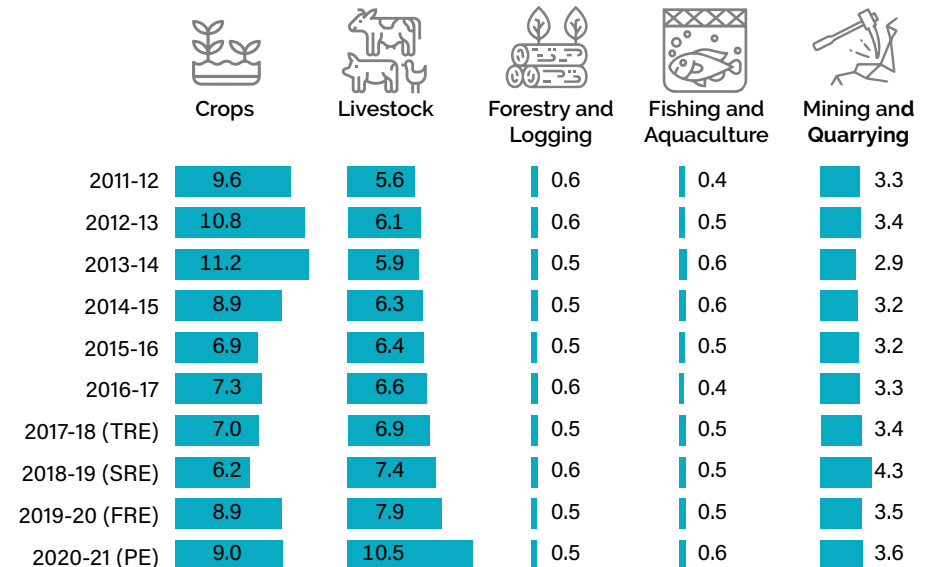 Crops
Livestock
Forestry and
Logging
Fishing and
Aquaculture
Mining and
Quarrying
2011-12 9.6 5.6 0.6 0.4 3.3
2012-13 10.8 6.1 0.6 0.5 3.4
2013-14 11.2 5.9 0.5 0.6 2.9
2014-15 8.9 6.3 0.5 0.6 3.2
2015-16 6.9 6.4 0.5 0.5 3.2
2016-17 7.3 6.6 0.6 0.4 3.3
2017-18 (TRE) 7.0 6.9 0.5 0.5 3.4
2018-19 (SRE) 6.2 7.4 0.6 0.5 4.3
2019-20 (FRE) 8.9 7.9 0.5 0.5 3.5
2020-21 (PE) 9.0 10.5 0.5 0.6 3.6